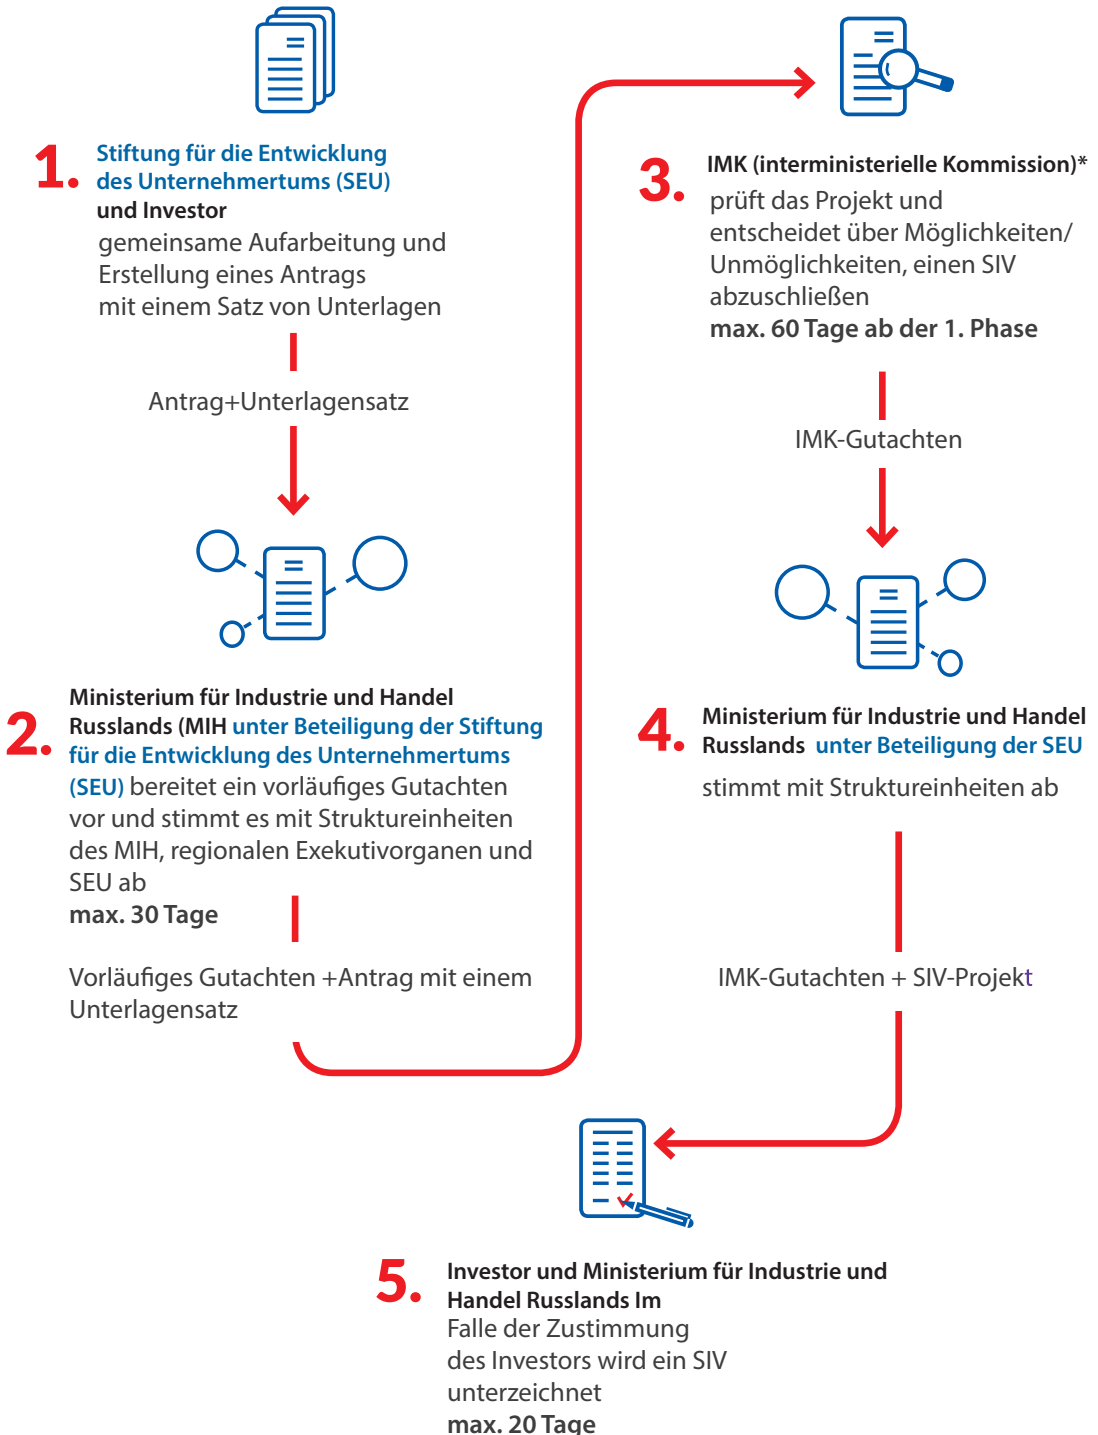 1.
Stiftung für die Entwicklung
des Unternehmertums (SEU)
und Investor
gemeinsame Aufarbeitung und
Erstellung eines Antrags
mit einem Satz von Unterlagen
Antrag+Unterlagensatz
2.
Ministerium für Industrie und Handel
Russlands (MIH unter Beteiligung der Stiftung
für die Entwicklung des Unternehmertums
(SEU) bereitet ein vorläufiges Gutachten
vor und stimmt es mit Struktureinheiten
des MIH, regionalen Exekutivorganen und
SEU ab
max. 30 Tage
Vorläufiges Gutachten +Antrag mit einem
Unterlagensatz
3.
IMK (interministerielle Kommission)*
prüft das Projekt und
entscheidet über Möglichkeiten/
Unmöglichkeiten, einen SIV
abzuschließen
max. 60 Tage ab der 1. Phase
IMK-Gutachten
4.
Ministerium für Industrie und Handel
Russlands unter Beteiligung der SEU
stimmt mit Struktureinheiten ab
IMK-Gutachten + SIV-Projekt
5.
Investor und Ministerium für Industrie und
Handel Russlands Im
Falle der Zustimmung
des Investors wird ein SIV
unterzeichnet
max. 20 Tage